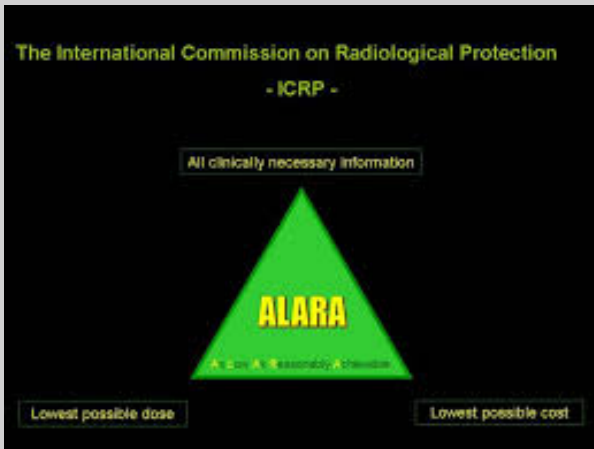 The International Commission on Radiological Protection
- ICRP -
All clinically necessary information
ALARA
As Low As Reasonably Achievable
Lowest possible dose
Lowest possible cost